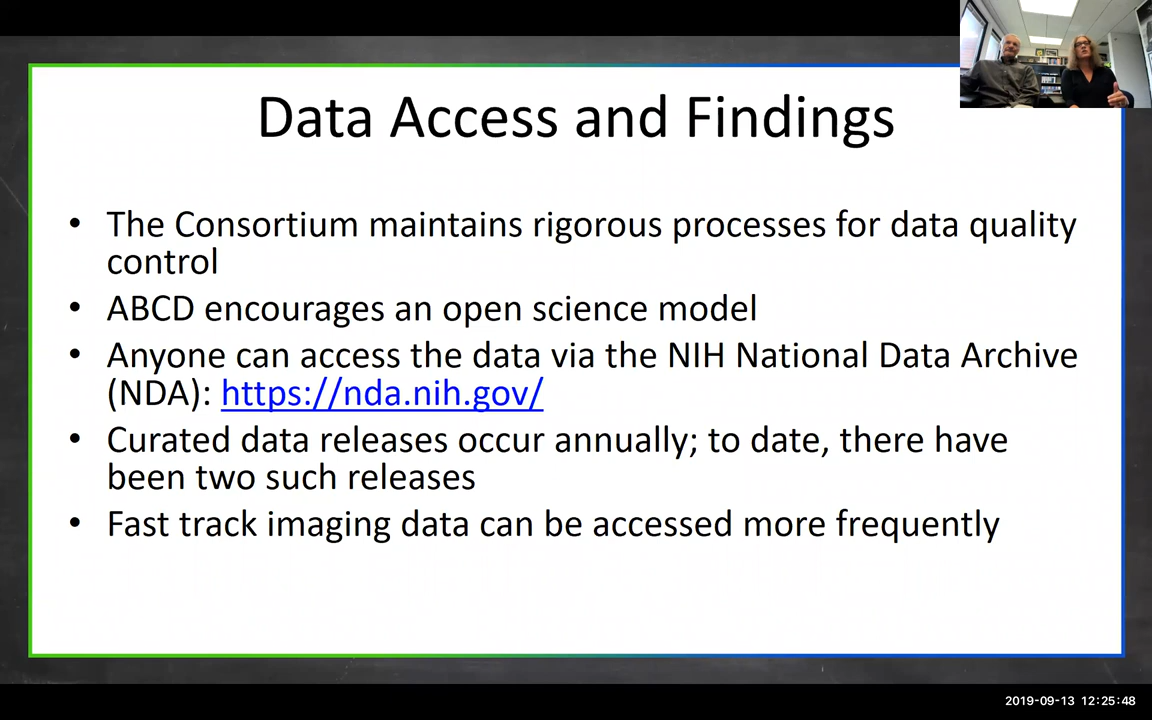 Data Access and Findings
• The Consortium maintains rigorous processes for data quality
control
• ABCD encourages an open science model
• Anyone can access the data via the NIH National Data Archive
(NDA): https://nda.nih.gov/
• Curated data releases occur annually; to date, there have
been two such releases
• Fast track imaging data can be accessed more frequently
2019-09-13 12:25:48